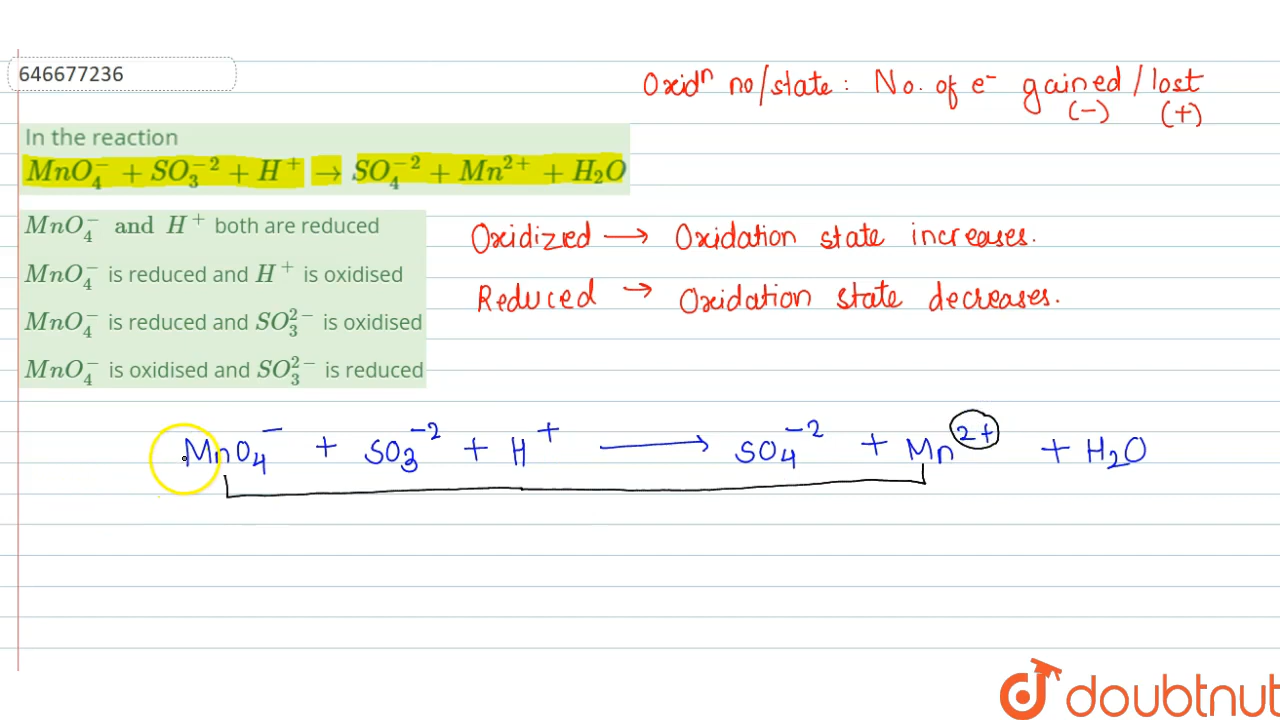 646677236
Oxidⁿ no/state : No. of e⁻ gained / lost
(-) (+)
In the reaction
MnO₄⁻ + SO₃⁻² + H⁺ → SO₄⁻² + Mn²⁺ + H₂O
MnO₄⁻ and H⁺ both are reduced
MnO₄⁻ is reduced and H⁺ is oxidised
MnO₄⁻ is reduced and SO₃²⁻ is oxidised
MnO₄⁻ is oxidised and SO₃²⁻ is reduced
Oxidized → Oxidation state increases.
Reduced → Oxidation state decreases.
MnO₄⁻ + SO₃⁻² + H⁺ → SO₄⁻² + Mn²⁺ + H₂O
doubtnut